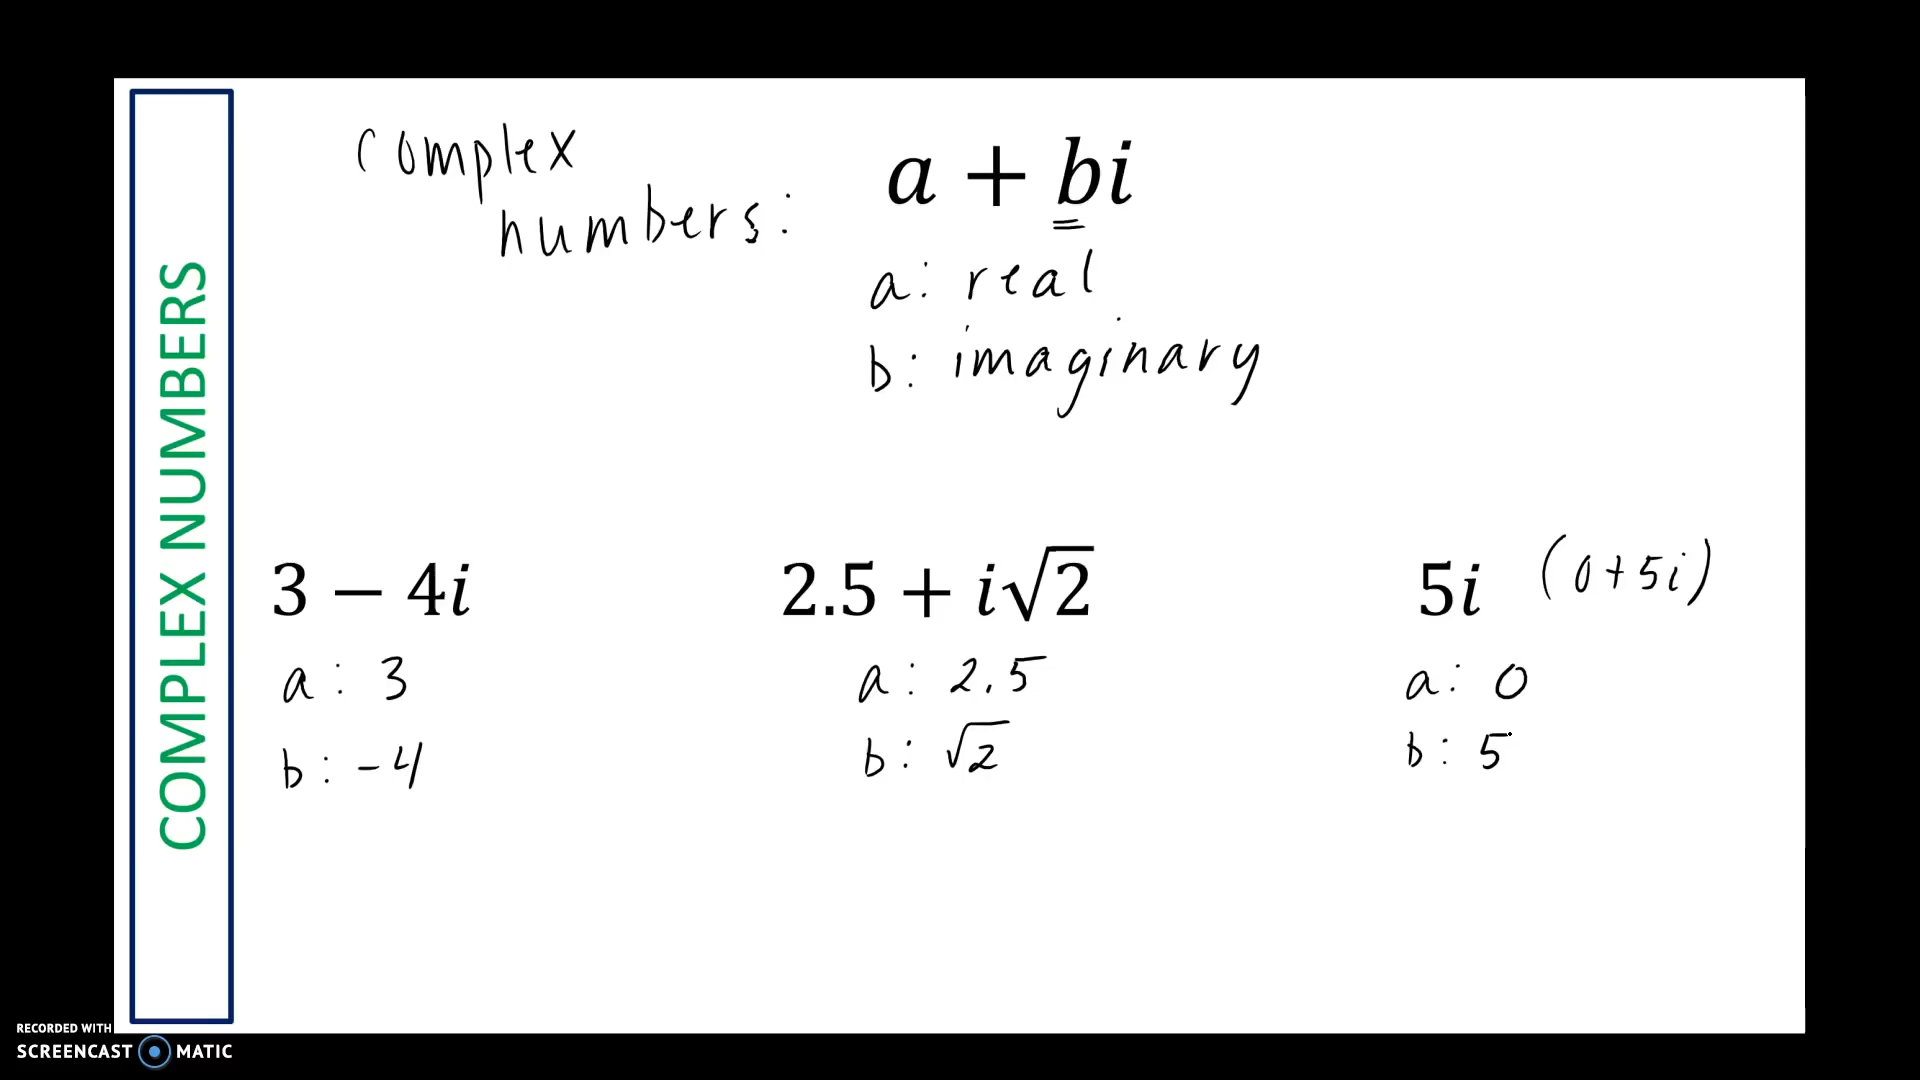 COMPLEX NUMBERS
complex
numbers:
a + bi
a: real
b: imaginary
3 − 4i
a: 3
b: -4
2.5 + i√2
a: 2.5
b: √2
5i (0+5i)
a: 0
b: 5
RECORDED WITH
SCREENCAST MATIC